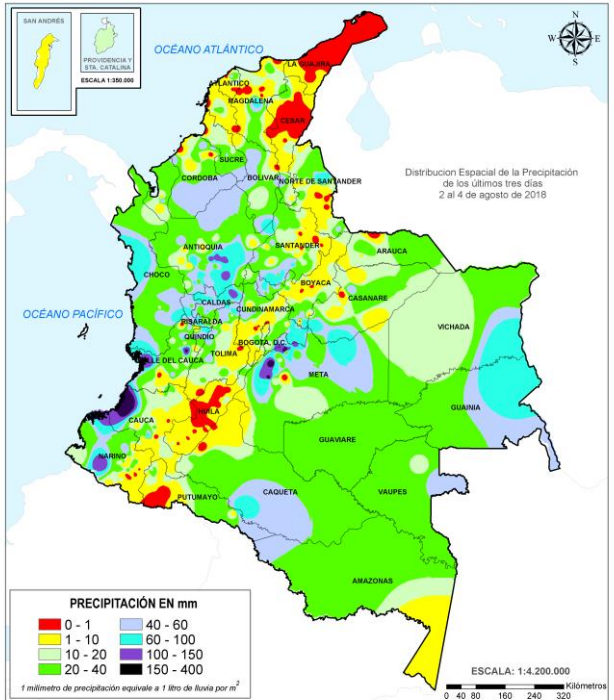 SAN ANDRÉS
PROVIDENCIA Y
STA. CATALINA
ESCALA 1:350.000
OCÉANO ATLÁNTICO
N
W
E
S
LA GUAJIRA
ATLANTICO
MAGDALENA
CESAR
SUCRE
CORDOBA
BOLIVAR
NORTE DE SANTANDER
Distribucion Espacial de la Precipitación
de los últimos tres días
2 al 4 de agosto de 2018
ANTIOQUIA
SANTANDER
ARAUCA
CHOCO
BOYACA
CASANARE
CALDAS
CUNDINAMARCA
OCÉANO PACÍFICO
RISARALDA
VICHADA
QUINDIO
BOGOTA, D.C.
TOLIMA
VALLE DEL CAUCA
META
GUAINIA
HUILA
CAUCA
GUAVIARE
NARIÑO
PUTUMAYO
CAQUETA
VAUPES
AMAZONAS
PRECIPITACIÓN EN mm
0 - 1
40 - 60
1 - 10
60 - 100
10 - 20
100 - 150
20 - 40
150 - 400
1 milimetro de precipitación equivale a 1 litro de lluvia por m²
ESCALA: 1:4.200.000
Kilómetros
0 40 80 160 240 320